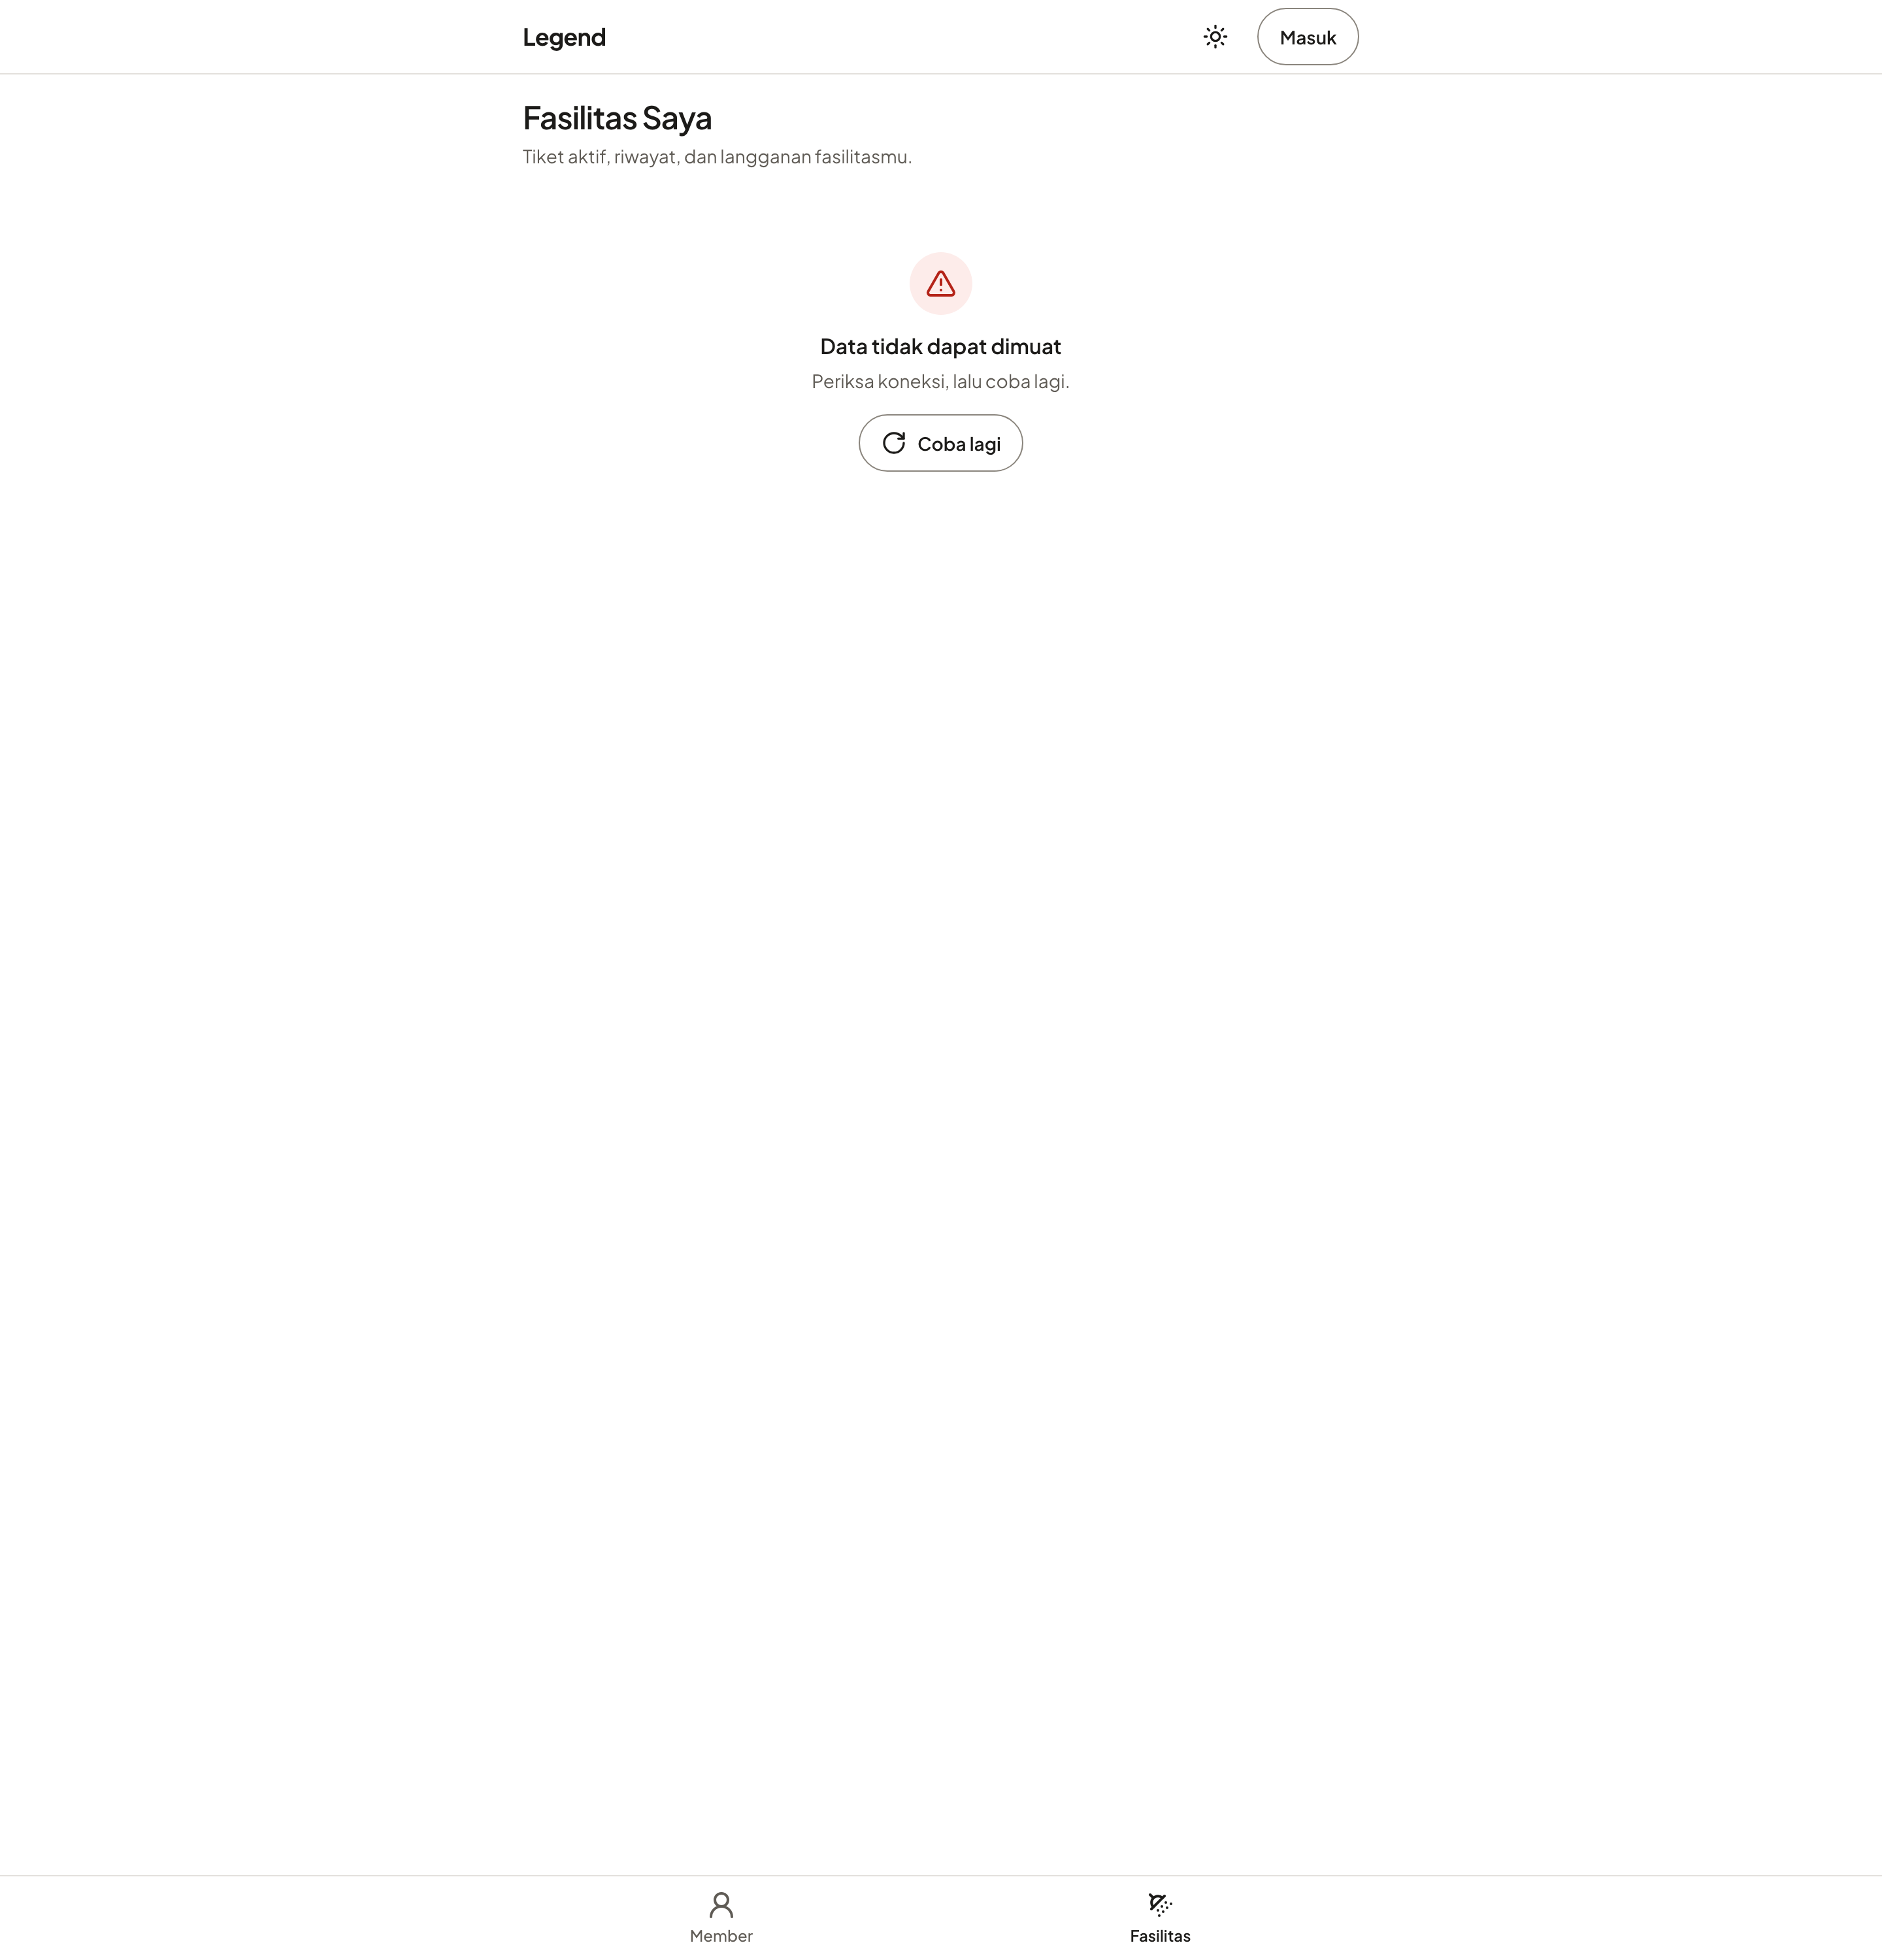 Legend
Masuk
Fasilitas Saya
Tiket aktif, riwayat, dan langganan fasilitasmu.
Data tidak dapat dimuat
Periksa koneksi, lalu coba lagi.
Coba lagi
Member
Fasilitas